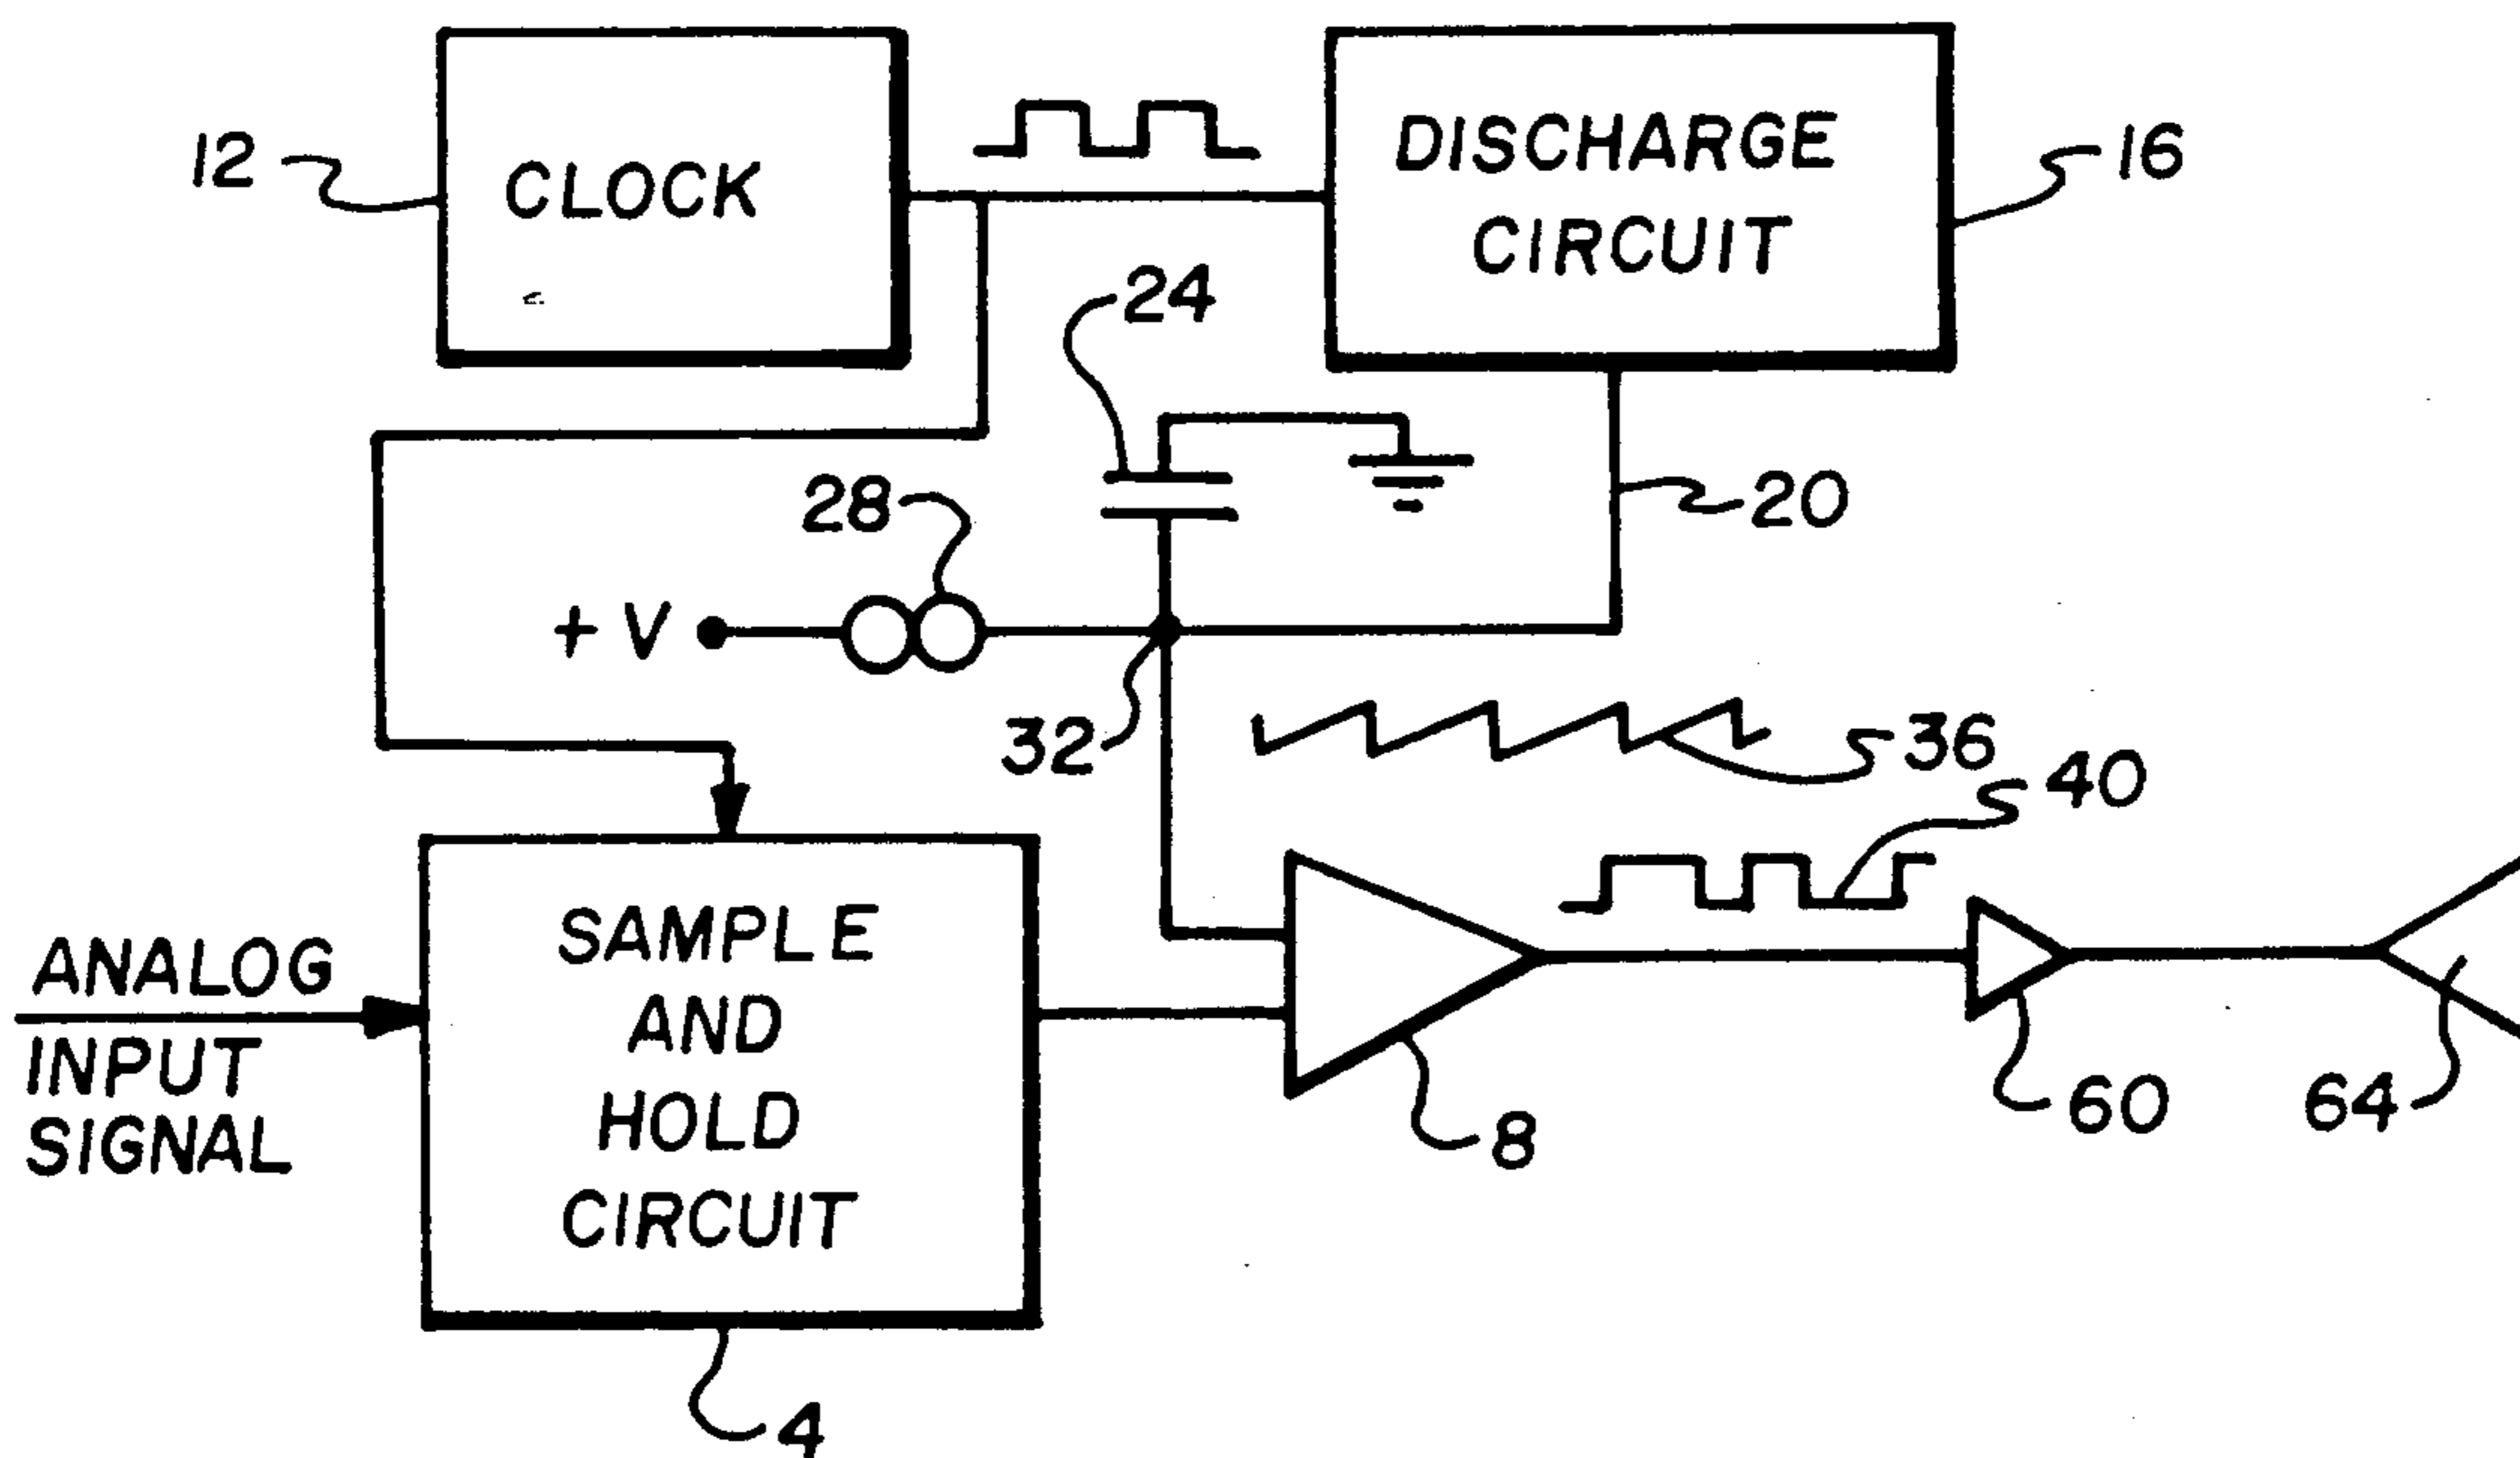 12
CLOCK
DISCHARGE
CIRCUIT
16
24
28
20
+V
32
36
40
ANALOG
INPUT
SIGNAL
SAMPLE
AND
HOLD
CIRCUIT
8
60
64
4